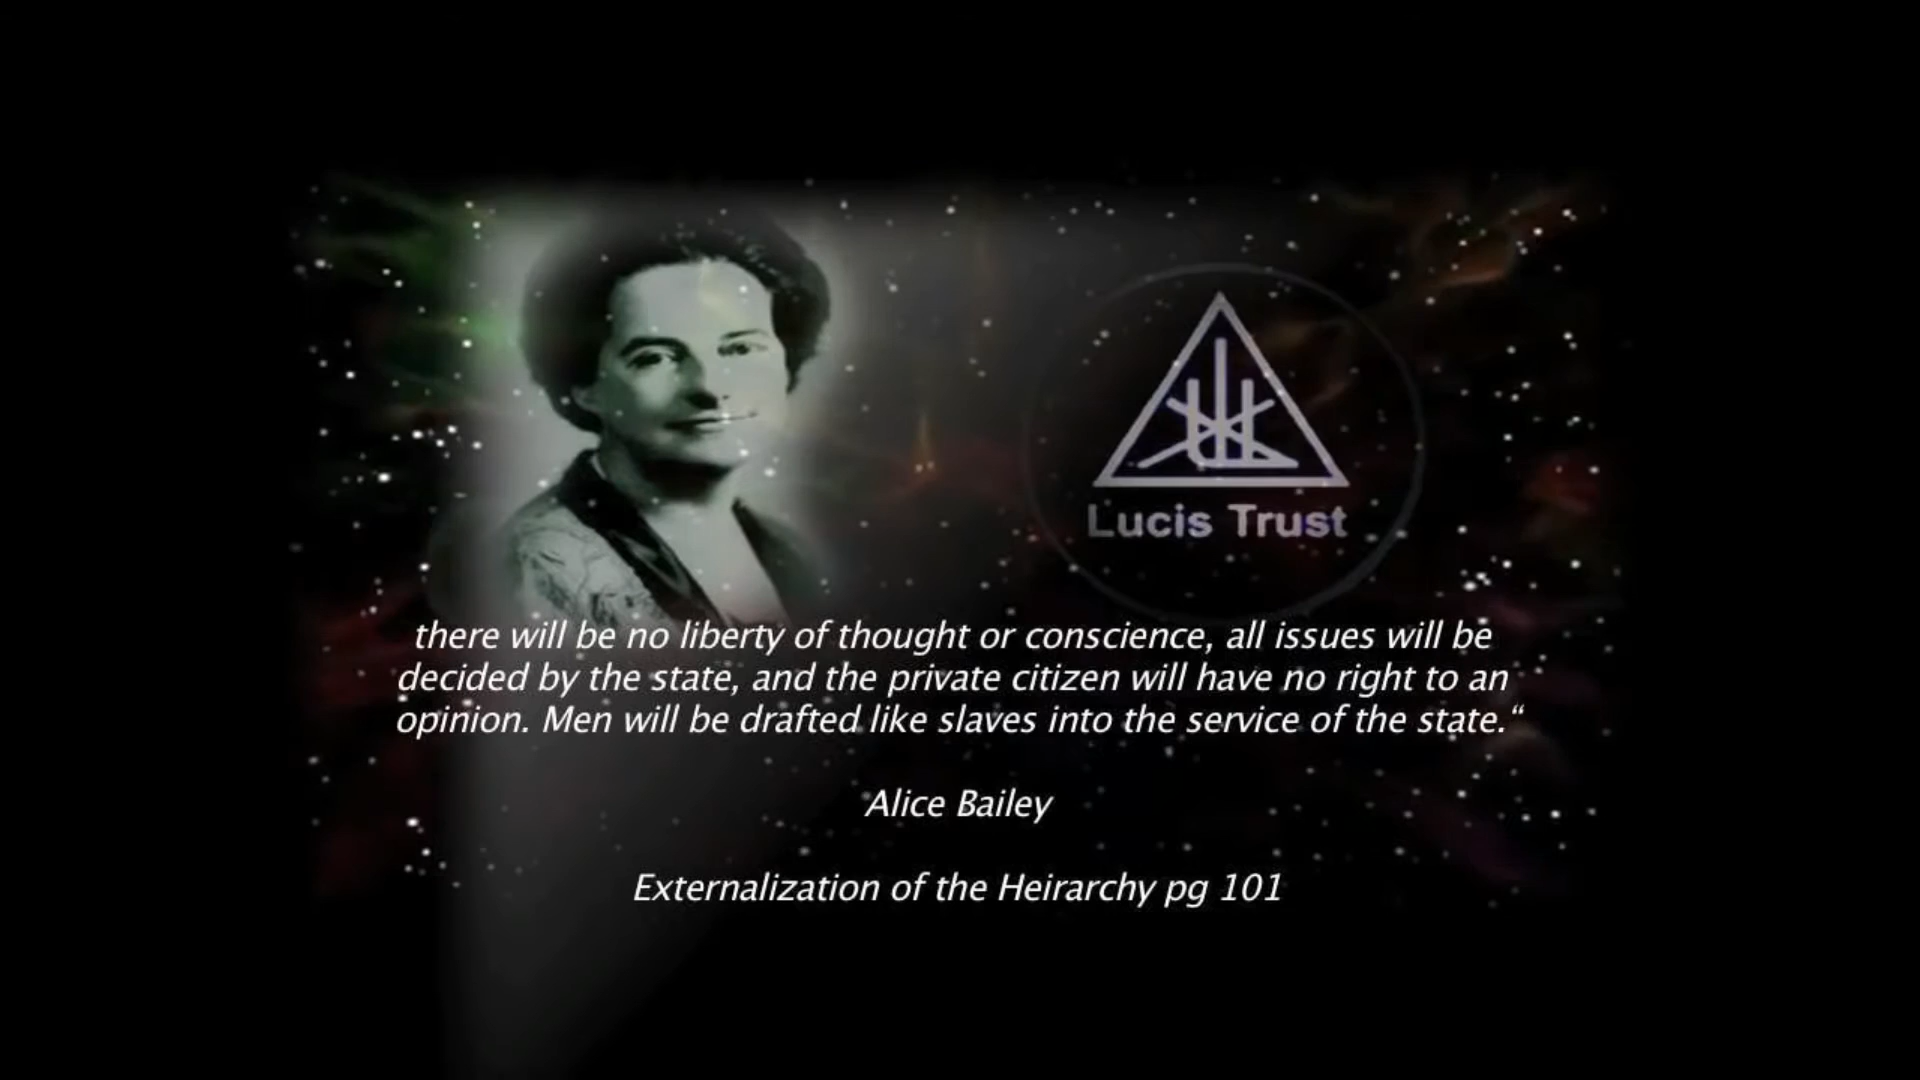 Lucis Trust
there will be no liberty of thought or conscience, all issues will be
decided by the state, and the private citizen will have no right to an
opinion. Men will be drafted like slaves into the service of the state.“
Alice Bailey
Externalization of the Heirarchy pg 101